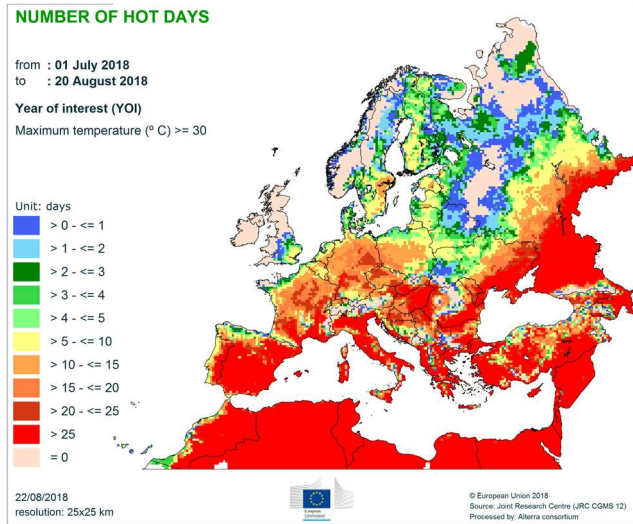 NUMBER OF HOT DAYS
from : 01 July 2018
to : 20 August 2018
Year of interest (YOI)
Maximum temperature (º C) >= 30
Unit: days
> 0 - <= 1
> 1 - <= 2
> 2 - <= 3
> 3 - <= 4
> 4 - <= 5
> 5 - <= 10
> 10 - <= 15
> 15 - <= 20
> 20 - <= 25
> 25
= 0
22/08/2018
resolution: 25x25 km
European
Commission
© European Union 2018
Source: Joint Research Centre (JRC CGMS 12)
Processed by: Alterra consortium